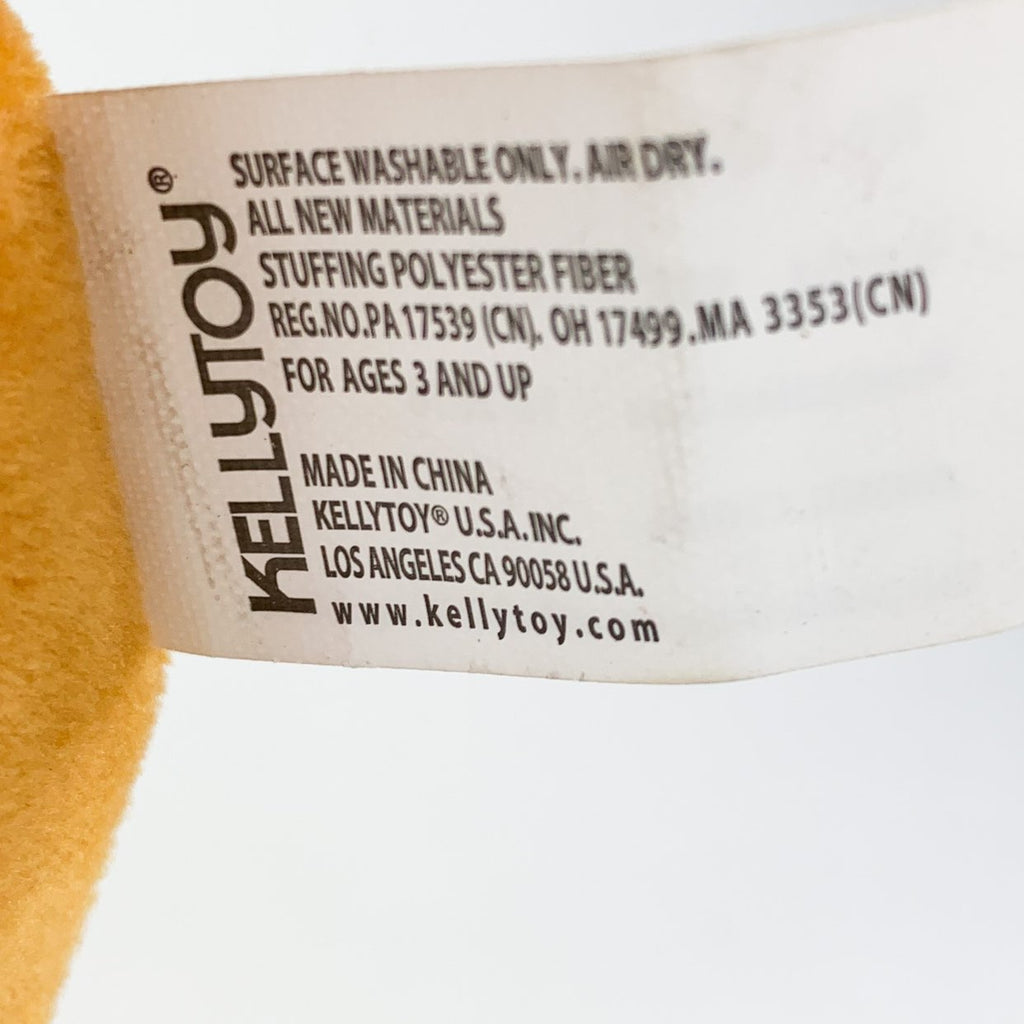 KELLYTOY®
SURFACE WASHABLE ONLY. AIR DRY.
ALL NEW MATERIALS
STUFFING POLYESTER FIBER
REG.NO.PA 17539 (CN). OH 17499.MA 3353(CN)
FOR AGES 3 AND UP
MADE IN CHINA
KELLYTOY® U.S.A.INC.
LOS ANGELES CA 90058 U.S.A.
www.kellytoy.com